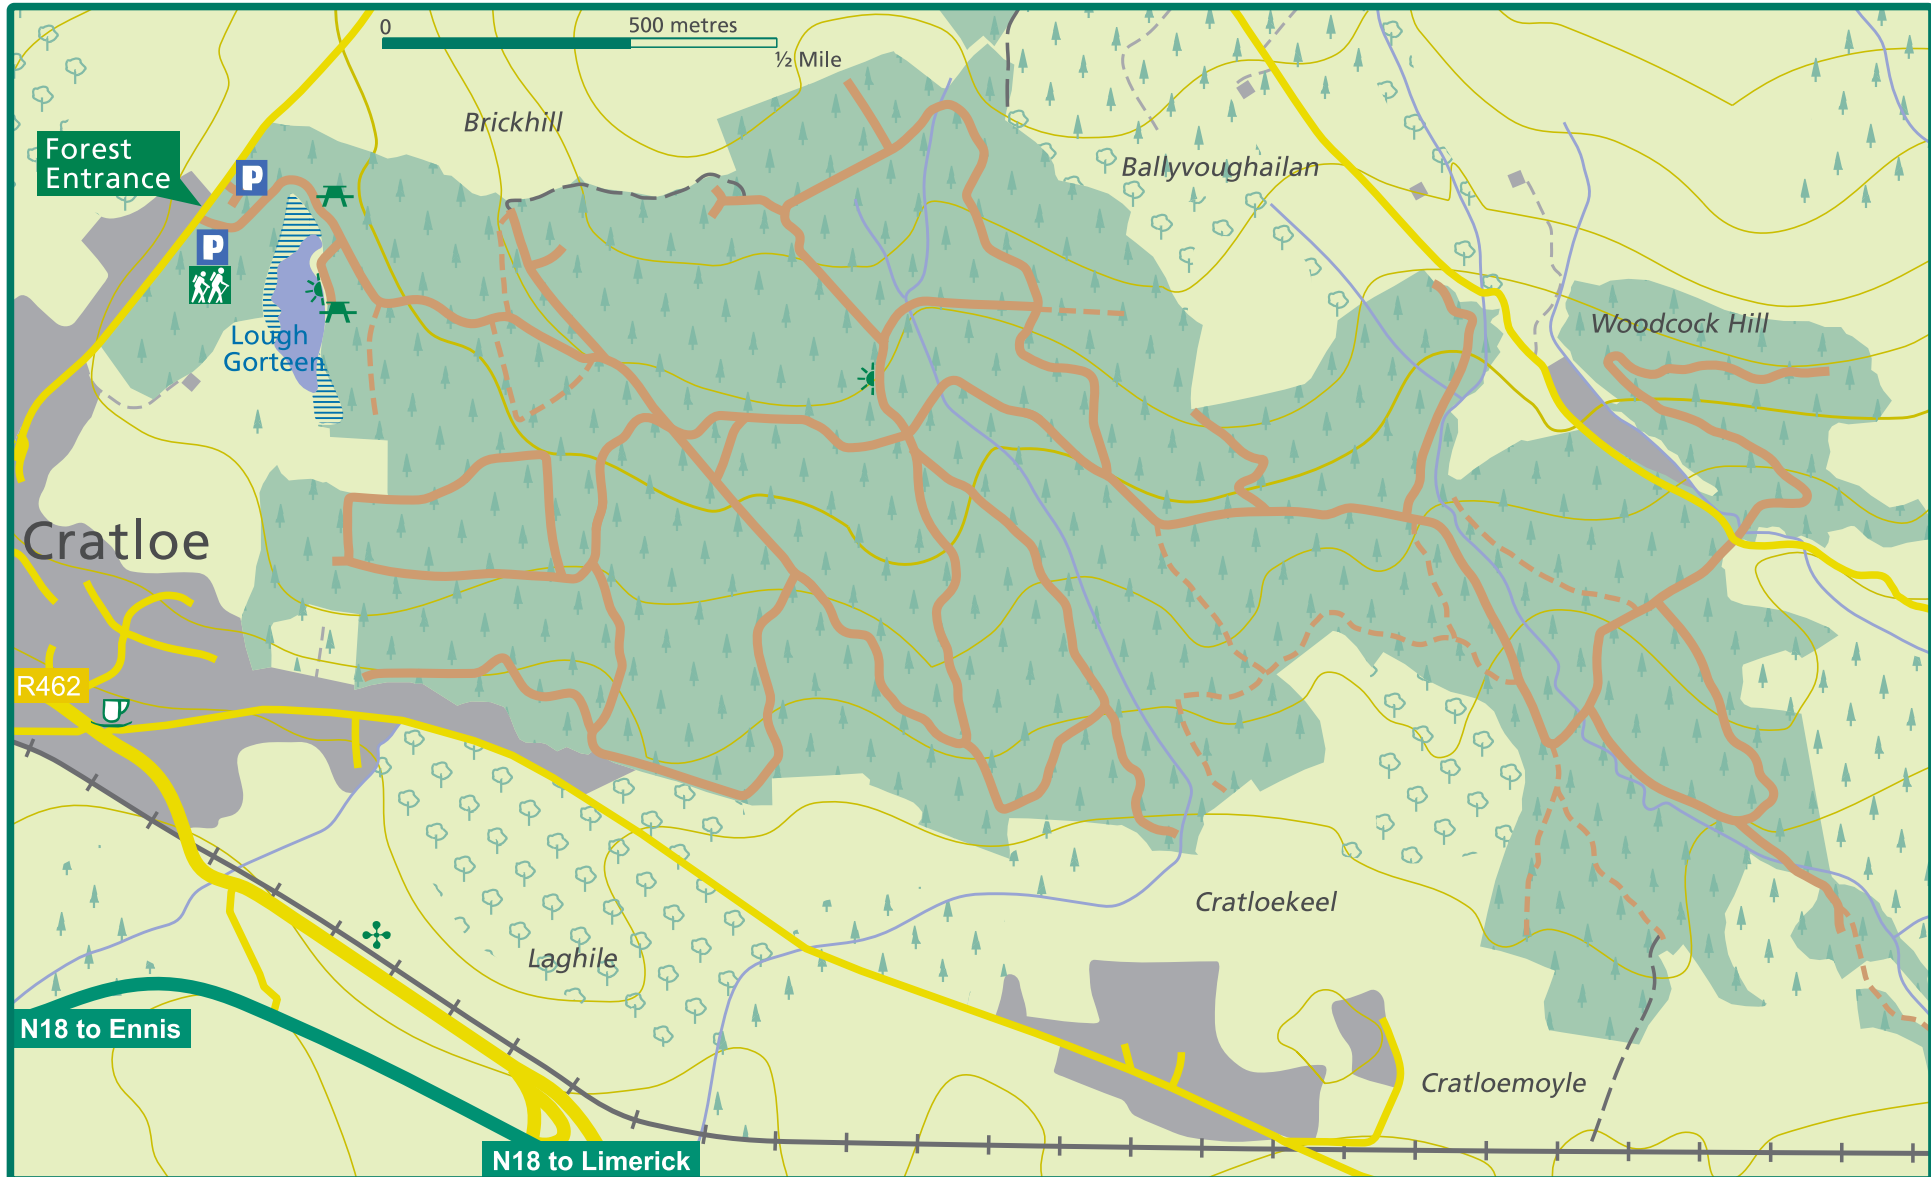 0
500 metres
½ Mile
Brickhill
Forest
Entrance
P
Ballyvoughailan
P
Lough
Gorteen
Woodcock Hill
Cratloe
R462
Cratloekeel
Laghile
N18 to Ennis
Cratloemoyle
N18 to Limerick